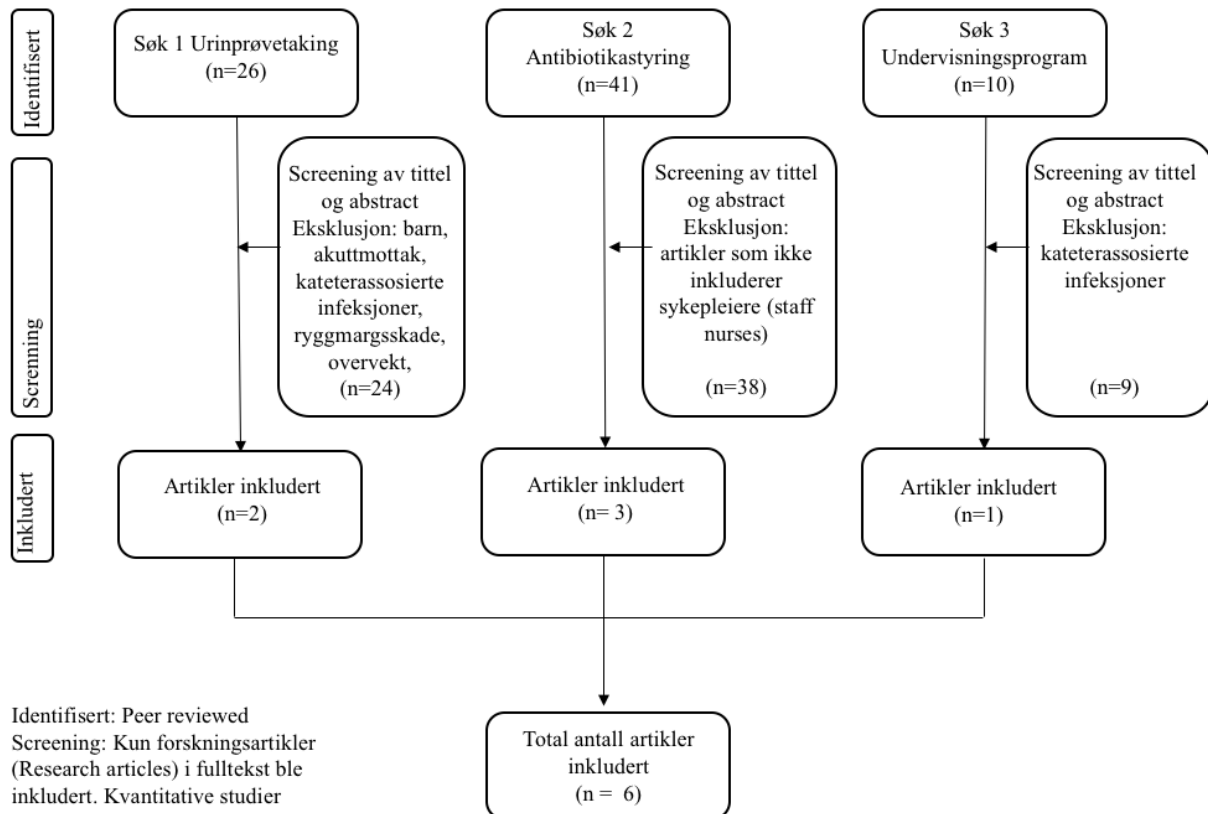 Identifisert
Søk 1 Urinprøvetaking
(n=26)
Søk 2
Antibiotikastyring
(n=41)
Søk 3
Undervisningsprogram
(n=10)
Screnning
Screening av tittel
og abstract
Eksklusjon: barn,
akuttmottak,
kateterassosierte
infeksjoner,
ryggmargsskade,
overvekt,
(n=24)
Screening av tittel
og abstract
Eksklusjon:
artikler som ikke
inkluderer
sykepleiere (staff
nurses)
(n=38)
Screening av tittel
og abstract
Eksklusjon:
kateterassosierte
infeksjoner
(n=9)
Inkludert
Artikler inkludert
(n=2)
Artikler inkludert
(n= 3)
Artikler inkludert
(n=1)
Identifisert: Peer reviewed
Screening: Kun forskningsartikler
(Research articles) i fulltekst ble
inkludert. Kvantitative studier
Total antall artikler
inkludert
(n = 6)